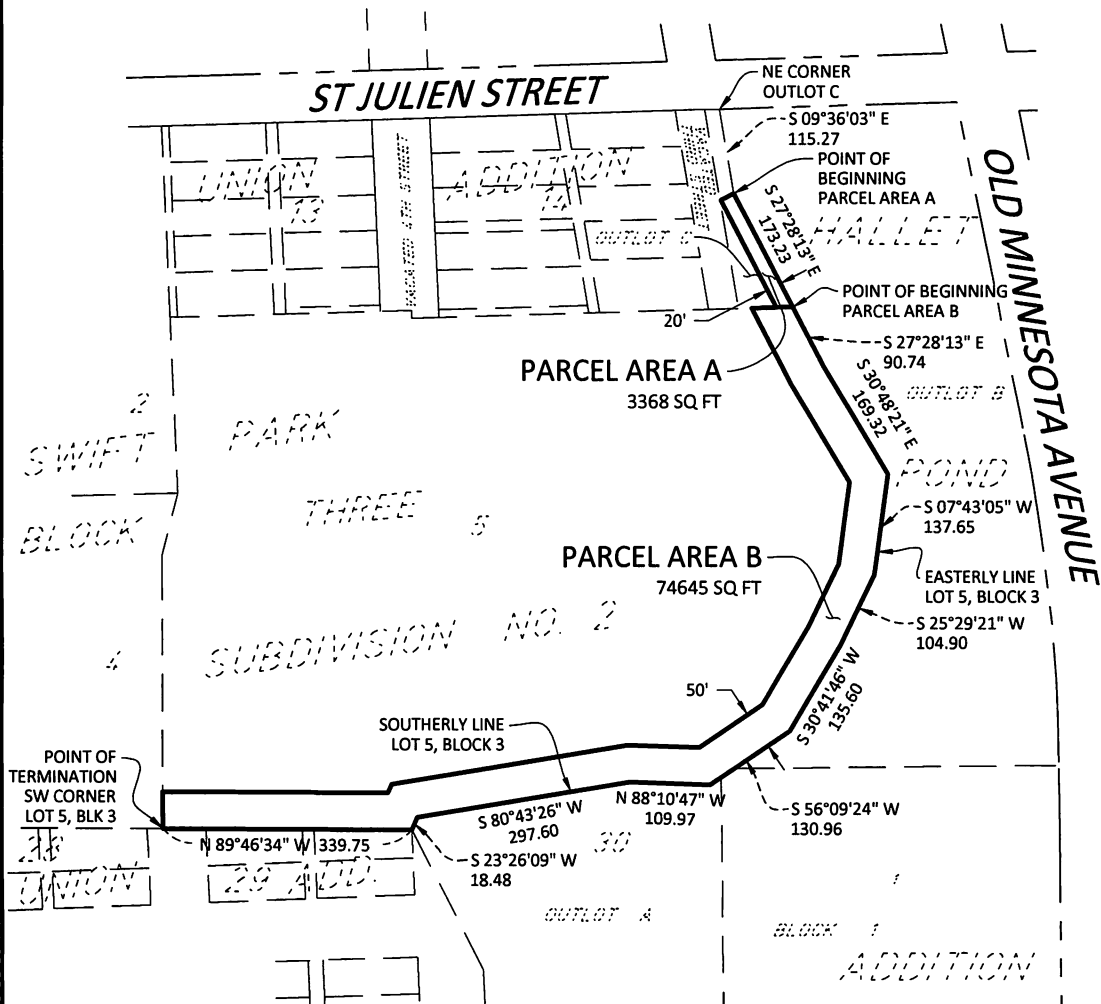 ST JULIEN STREET
NE CORNER
OUTLOT C
S 09°36'03" E
115.27
POINT OF
BEGINNING
PARCEL AREA A
OLD MINNESOTA AVENUE
UNION
ADDITION
13
14
OUTLOT C
S 27°28'13" E
173.23
HALLET
20'
POINT OF BEGINNING
PARCEL AREA B
S 27°28'13" E
90.74
PARCEL AREA A
3368 SQ FT
S 30°48'21" E
169.32
OUTLOT B
2
SWIFT
PARK
POND
BLOCK
THREE
5
S 07°43'05" W
137.65
PARCEL AREA B
74645 SQ FT
EASTERLY LINE
LOT 5, BLOCK 3
S 25°29'21" W
104.90
4
SUBDIVISION
NO. 2
50'
S 30°41'46" W
135.60
SOUTHERLY LINE
LOT 5, BLOCK 3
POINT OF
TERMINATION
SW CORNER
LOT 5, BLK 3
S 80°43'26" W
297.60
N 88°10'47" W
109.97
S 56°09'24" W
130.96
N 89°46'34" W
339.75
S 23°26'09" W
18.48
30
UNION
29 ADD.
OUTLOT A
1
BLOCK 1
ADDITION